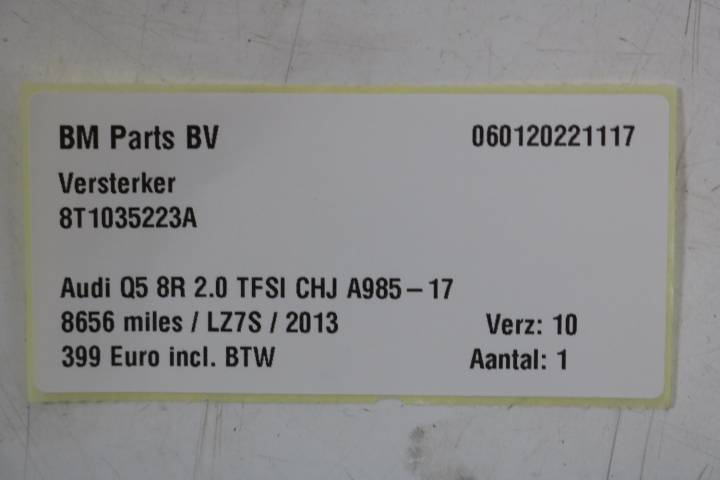 BM Parts BV 060120221117
Versterker
8T1035223A
Audi Q5 8R 2.0 TFSI CHJ A985-17
8656 miles / LZ7S / 2013 Verz: 10
399 Euro incl. BTW Aantal: 1